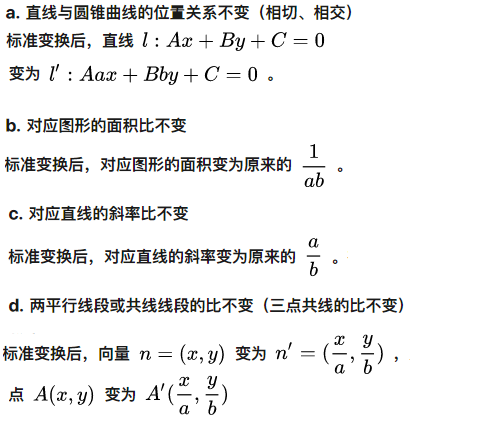 a. 直线与圆锥曲线的位置关系不变（相切、相交）
标准变换后，直线 l : Ax + By + C = 0
变为 l′ : Aax + Bby + C = 0 。
b. 对应图形的面积比不变
标准变换后，对应图形的面积变为原来的 1/ab 。
c. 对应直线的斜率比不变
标准变换后，对应直线的斜率变为原来的 a/b 。
d. 两平行线段或共线线段的比不变（三点共线的比不变）
标准变换后，向量 n = (x, y) 变为 n′ = (x/a, y/b) ，
点 A(x, y) 变为 A′(x/a, y/b)